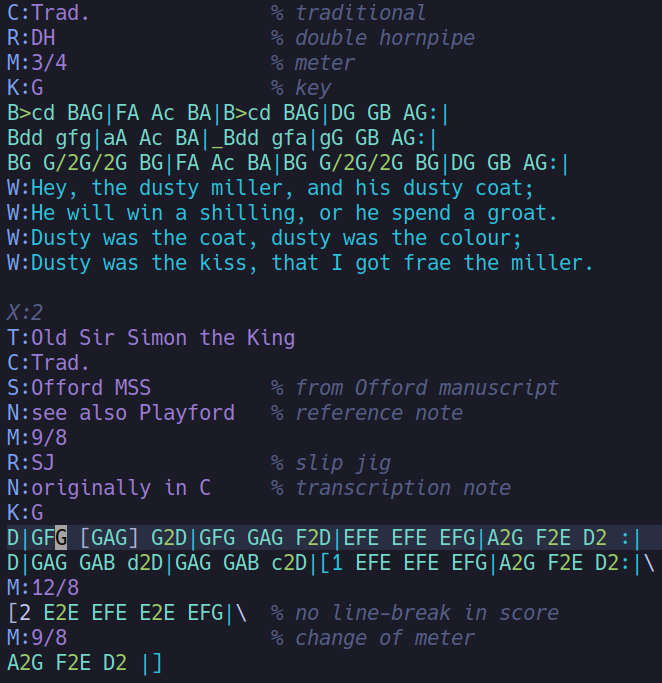 C:Trad.               % traditional
R:DH                  % double hornpipe
M:3/4                 % meter
K:G                   % key
B>cd BAG|FA Ac BA|B>cd BAG|DG GB AG:|
Bdd gfg|aA Ac BA|_Bdd gfa|gG GB AG:|
BG G/2G/2G BG|FA Ac BA|BG G/2G/2G BG|DG GB AG:|
W:Hey, the dusty miller, and his dusty coat;
W:He will win a shilling, or he spend a groat.
W:Dusty was the coat, dusty was the colour;
W:Dusty was the kiss, that I got frae the miller.

X:2
T:Old Sir Simon the King
C:Trad.
S:Offord MSS          % from Offord manuscript
N:see also Playford   % reference note
M:9/8
R:SJ                  % slip jig
N:originally in C     % transcription note
K:G
D|GFG [GAG] G2D|GFG GAG F2D|EFE EFE EFG|A2G F2E D2 :|
D|GAG GAB d2D|GAG GAB c2D|[1 EFE EFE EFG|A2G F2E D2:|\
M:12/8
[2 E2E EFE E2E EFG|\  % no line-break in score
M:9/8                 % change of meter
A2G F2E D2 |]